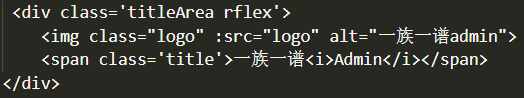 <div class='titleArea rflex'>
<img class="logo" :src="logo" alt="一族一谱admin">
<span class='title'>一族一谱<i>Admin</i></span>
</div>